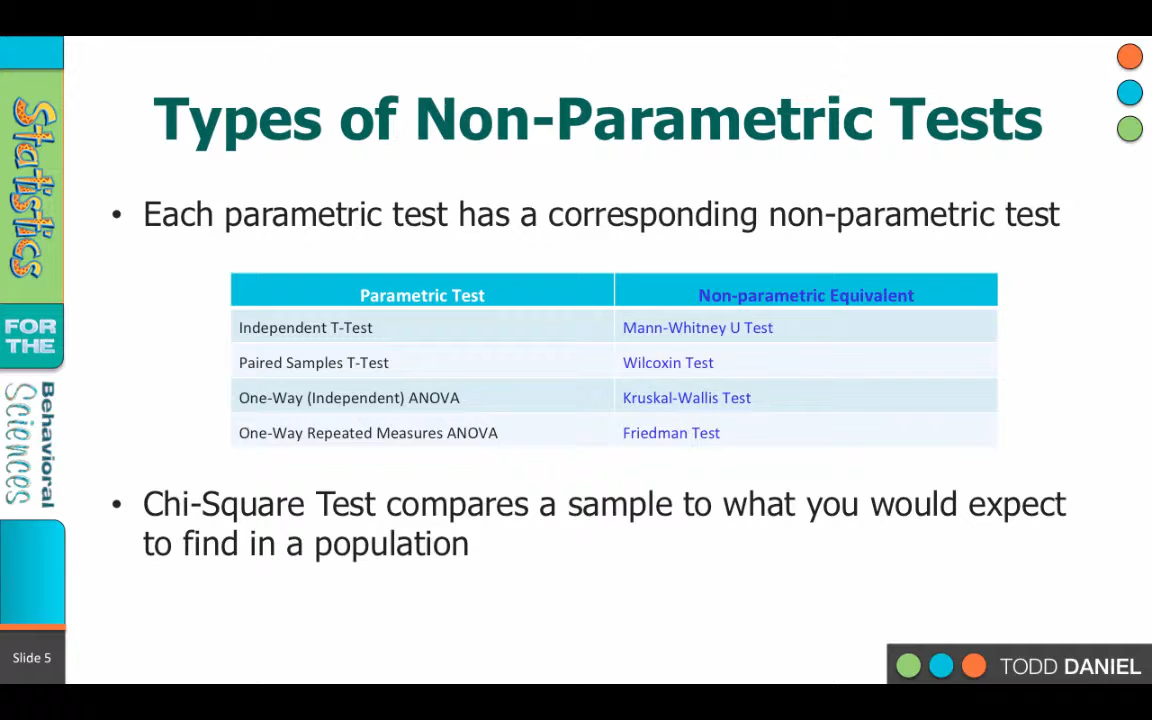 Statistics
FOR
THE
Behavioral
Sciences
Types of Non-Parametric Tests
• Each parametric test has a corresponding non-parametric test
Parametric Test Non-parametric Equivalent
Independent T-Test Mann-Whitney U Test
Paired Samples T-Test Wilcoxin Test
One-Way (Independent) ANOVA Kruskal-Wallis Test
One-Way Repeated Measures ANOVA Friedman Test
• Chi-Square Test compares a sample to what you would expect
to find in a population
Slide 5
TODD DANIEL